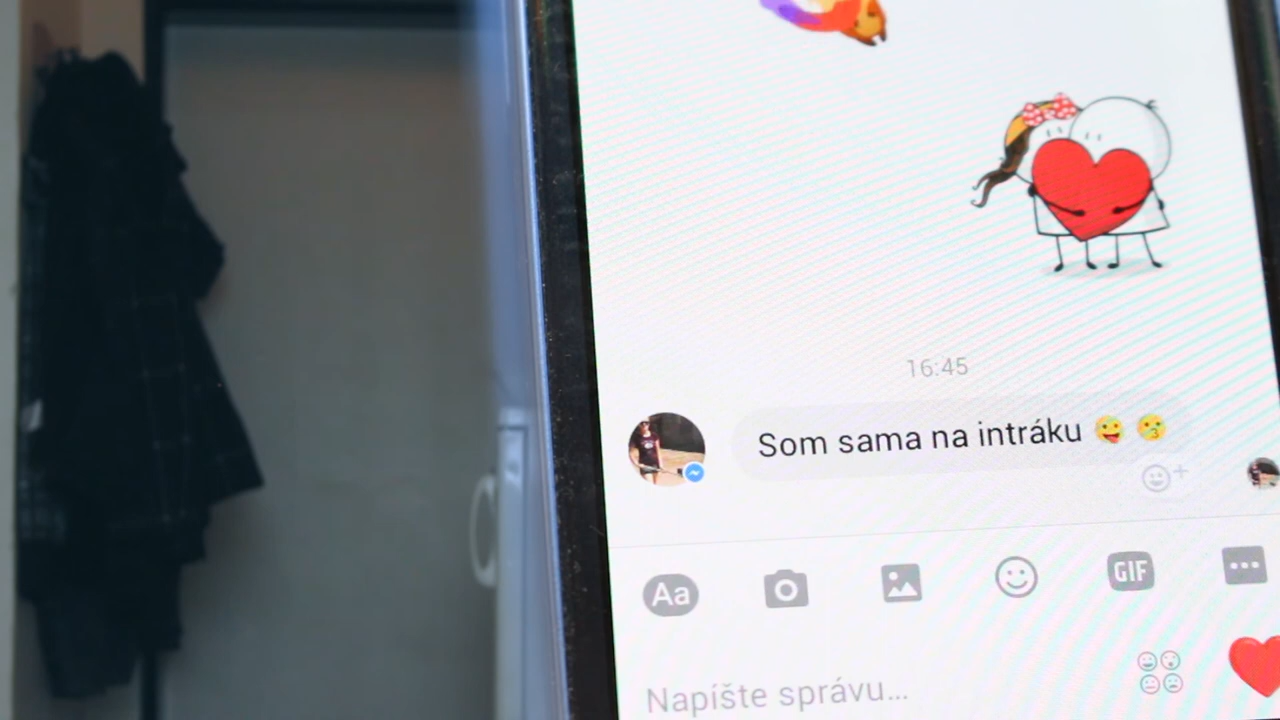 16:45
Som sama na intráku 🤪 😗
Aa
GIF
Napíšte správu...